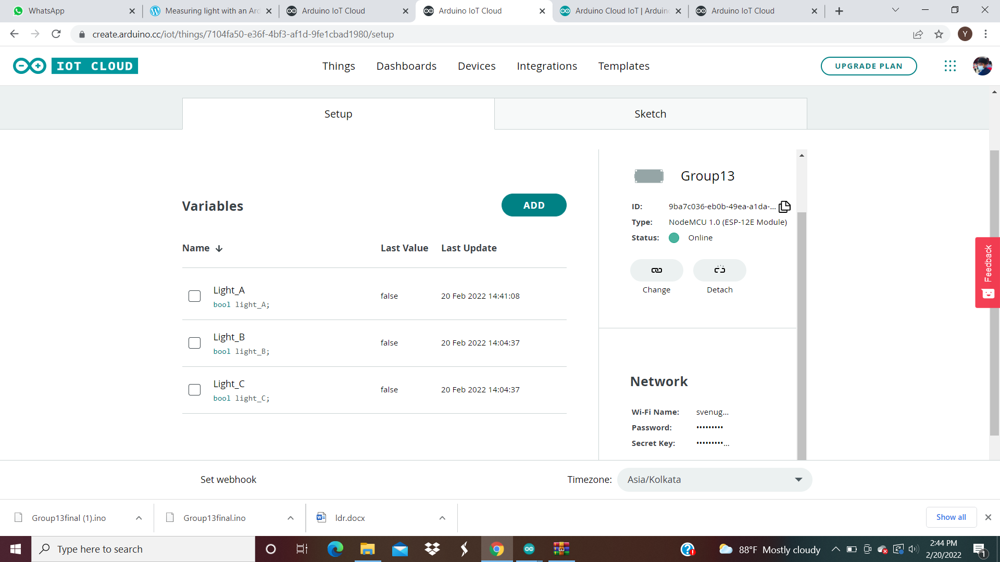 WhatsApp
Measuring light with an Ard
Arduino IoT Cloud
Arduino IoT Cloud
Arduino Cloud IoT | Arduin
Arduino IoT Cloud
create.arduino.cc/iot/things/7104fa50-e36f-4bf3-af1d-9fe1cbad1980/setup
Y
IOT CLOUD
Things
Dashboards
Devices
Integrations
Templates
UPGRADE PLAN
Setup
Sketch
Variables
ADD
Name
Last Value
Last Update
Light_A
bool light_A;
false
20 Feb 2022 14:41:08
Light_B
bool light_B;
false
20 Feb 2022 14:04:37
Light_C
bool light_C;
false
20 Feb 2022 14:04:37
Group13
ID: 9ba7c036-eb0b-49ea-a1da-...
Type: NodeMCU 1.0 (ESP-12E Module)
Status: Online
Change
Detach
Network
Wi-Fi Name: svenug...
Password: •••••••••
Secret Key: •••••••••...
Feedback
Set webhook
Timezone: Asia/Kolkata
Group13final (1).ino
Group13final.ino
ldr.docx
Show all
Type here to search
88°F Mostly cloudy
2:44 PM
2/20/2022
1